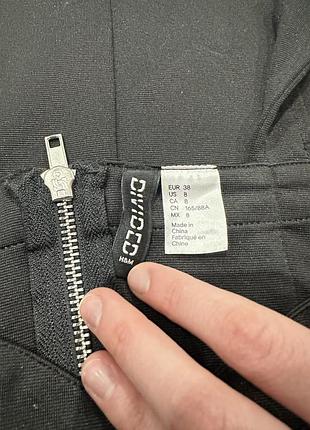 DIVIDED
H&M
EUR 38
US 8
CA 8
CN 165/88A
MX 8
Made in
China
Fabriqué en
Chine